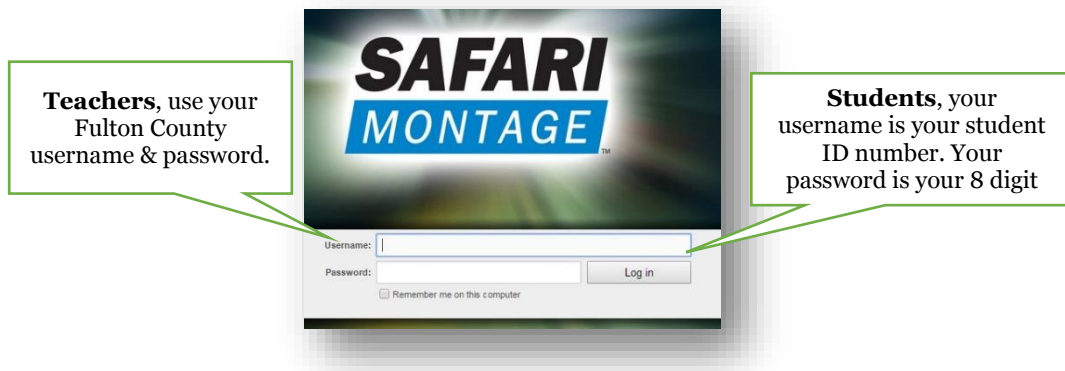 SAFARI
MONTAGE
TM
Teachers, use your
Fulton County
username & password.
Students, your
username is your student
ID number. Your
password is your 8 digit
Username:
Password:
Log in
Remember me on this computer